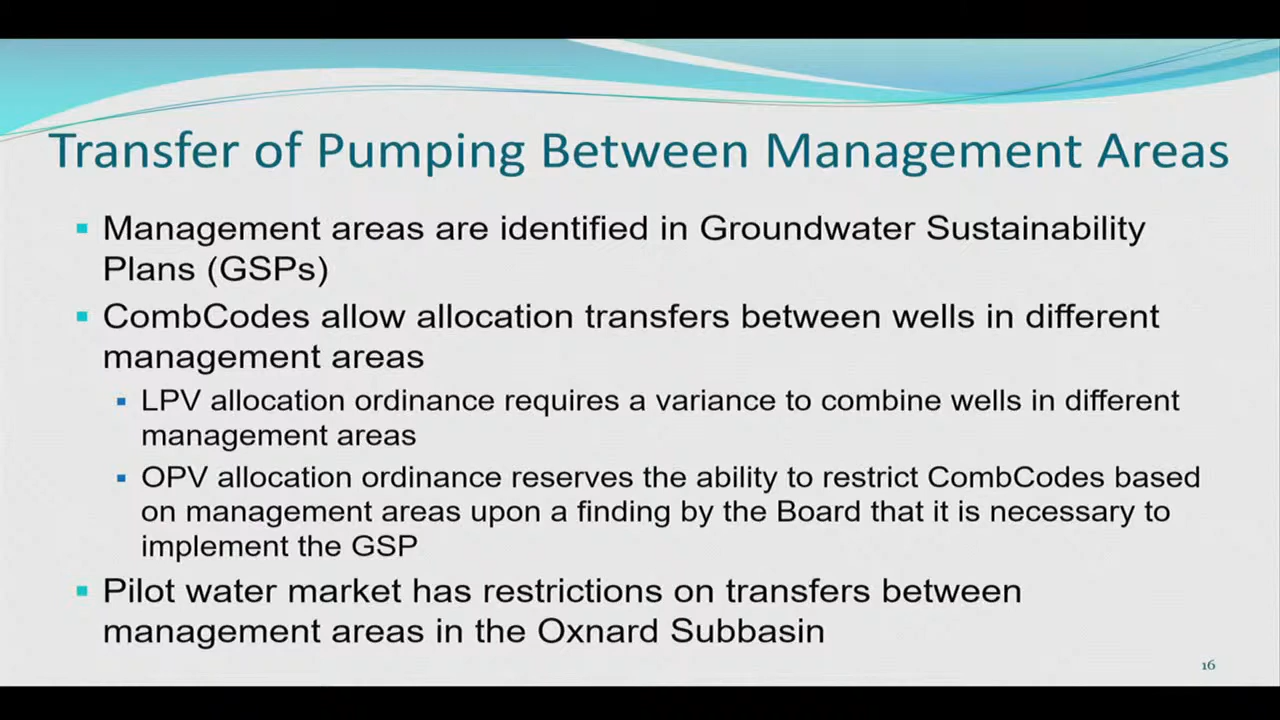 Transfer of Pumping Between Management Areas
▪ Management areas are identified in Groundwater Sustainability
Plans (GSPs)
▪ CombCodes allow allocation transfers between wells in different
management areas
▪ LPV allocation ordinance requires a variance to combine wells in different
management areas
▪ OPV allocation ordinance reserves the ability to restrict CombCodes based
on management areas upon a finding by the Board that it is necessary to
implement the GSP
▪ Pilot water market has restrictions on transfers between
management areas in the Oxnard Subbasin
16